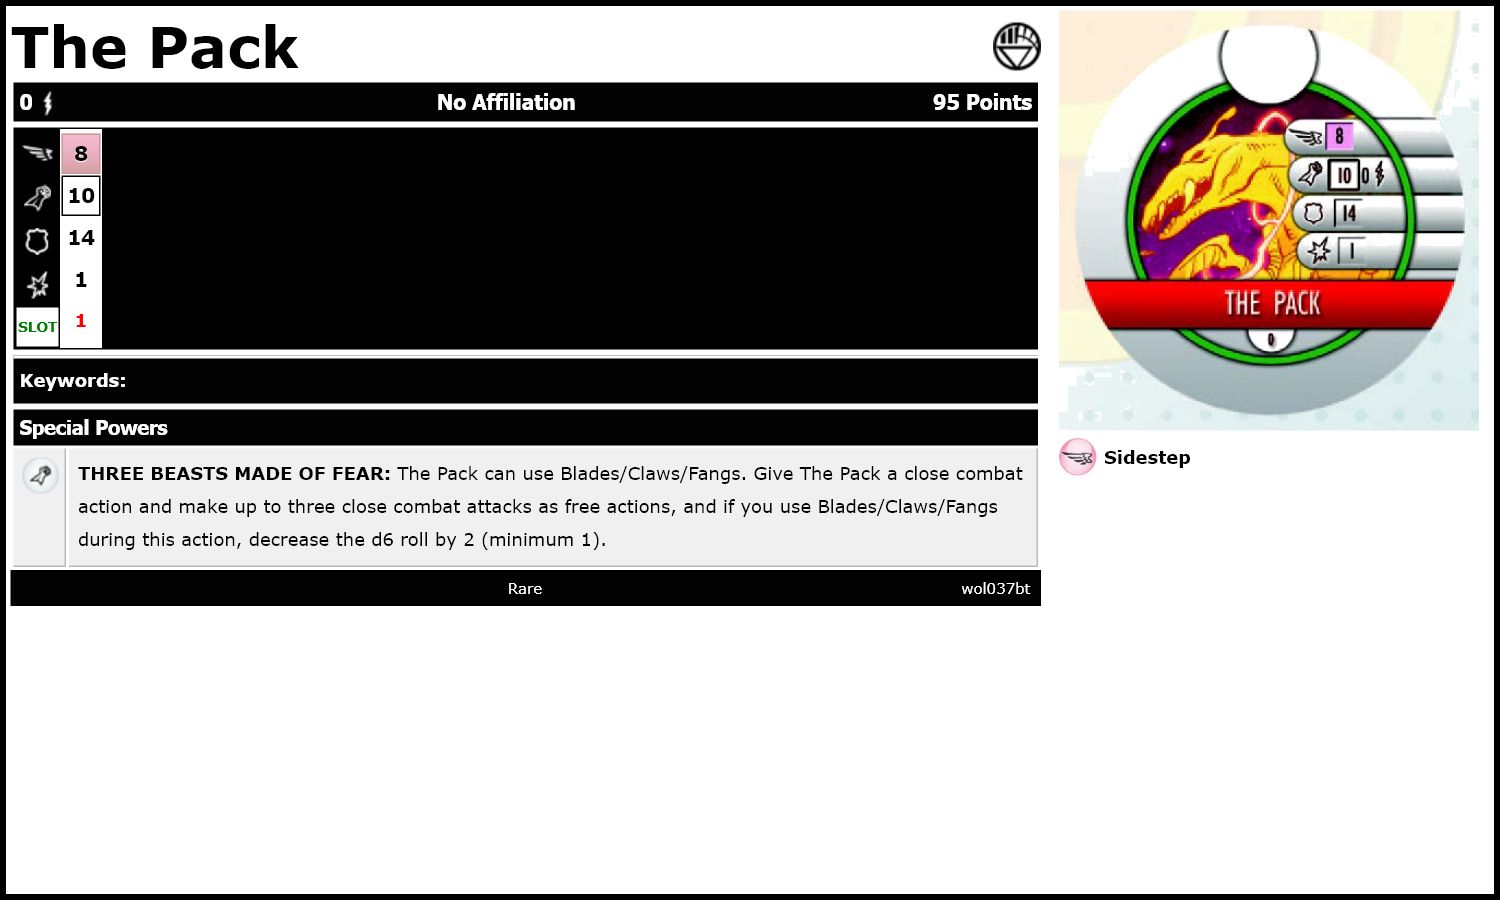 The Pack
0 No Affiliation 95 Points
8
10
14
1
SLOT 1
Keywords:
Special Powers
THREE BEASTS MADE OF FEAR: The Pack can use Blades/Claws/Fangs. Give The Pack a close combat
action and make up to three close combat attacks as free actions, and if you use Blades/Claws/Fangs
during this action, decrease the d6 roll by 2 (minimum 1).
Rare wol037bt
8
10 0
14
1
THE PACK
0
Sidestep